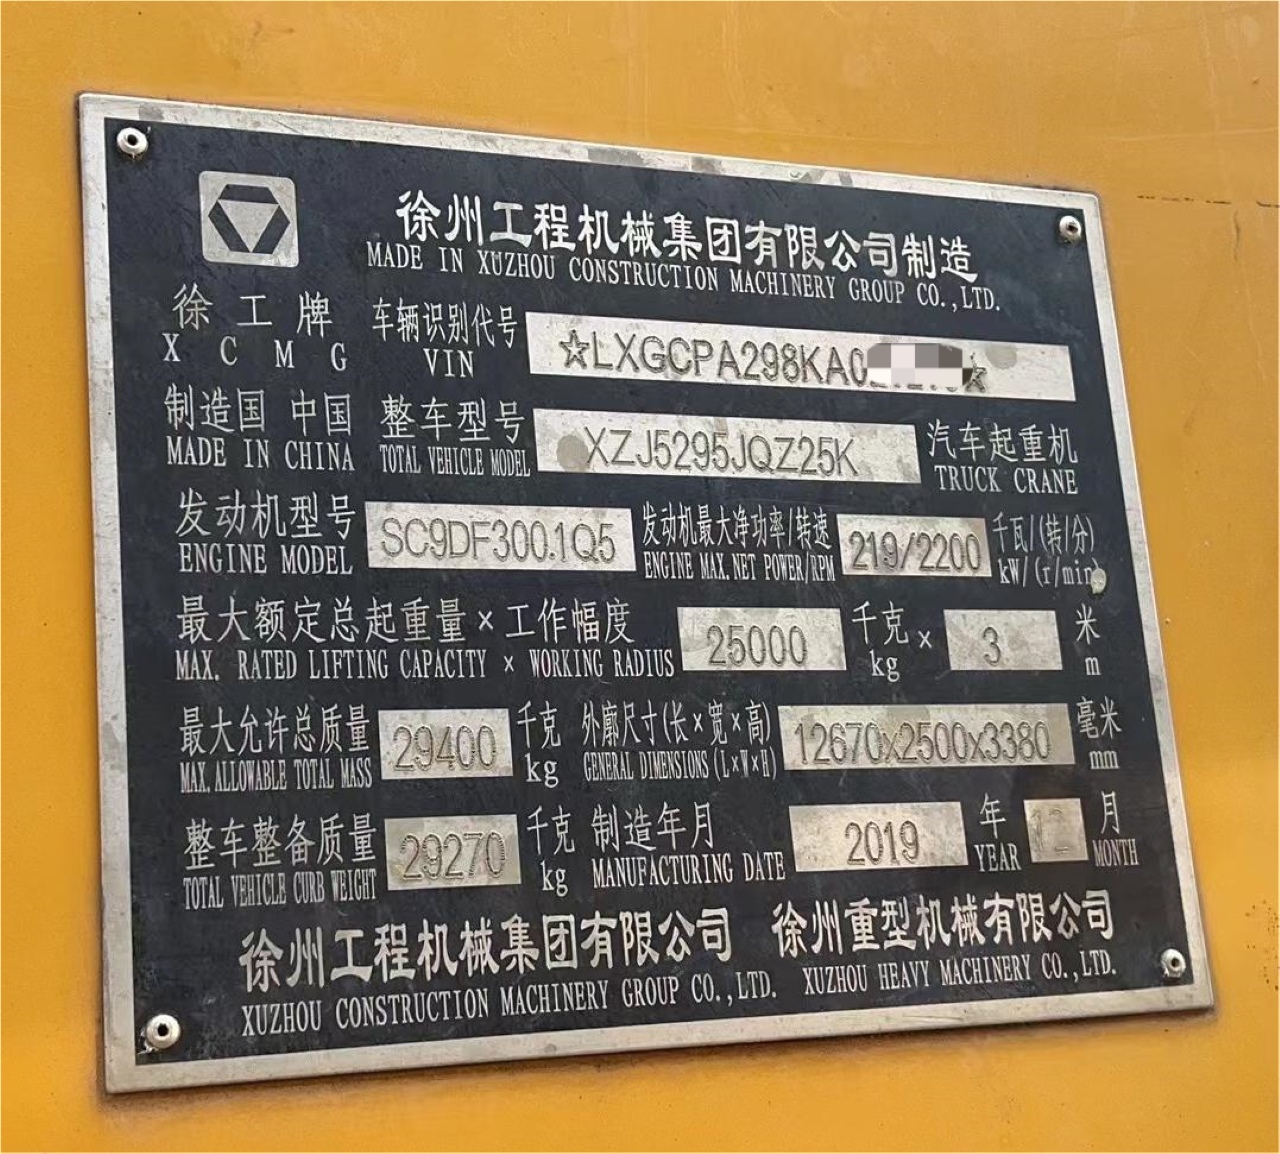 徐州工程机械集团有限公司制造
MADE IN XUZHOU CONSTRUCTION MACHINERY GROUP CO.,LTD.
徐工牌 车辆识别代号 ☆LXGCPA298KA0 ☆
XCMG VIN
制造国 中国 整车型号 XZJ5295JQZ25K 汽车起重机
MADE IN CHINA TOTAL VEHICLE MODEL TRUCK CRANE
发动机型号 SC9DF300.1Q5 发动机最大净功率/转速 219/2200 千瓦/(转/分)
ENGINE MODEL ENGINE MAX.NET POWER/RPM kW/(r/min)
最大额定总起重量×工作幅度 25000 千克 × 3 米
MAX. RATED LIFTING CAPACITY × WORKING RADIUS kg m
最大允许总质量 29400 千克 外廓尺寸(长×宽×高) 12670x2500x3380 毫米
MAX.ALLOWABLE TOTAL MASS kg GENERAL DIMENSIONS(L×W×H) mm
整车整备质量 29270 千克 制造年月 2019 年 12 月
TOTAL VEHICLE CURB WEIGHT kg MANUFACTURING DATE YEAR MONTH
徐州工程机械集团有限公司 徐州重型机械有限公司
XUZHOU CONSTRUCTION MACHINERY GROUP CO.,LTD. XUZHOU HEAVY MACHINERY CO.,LTD.